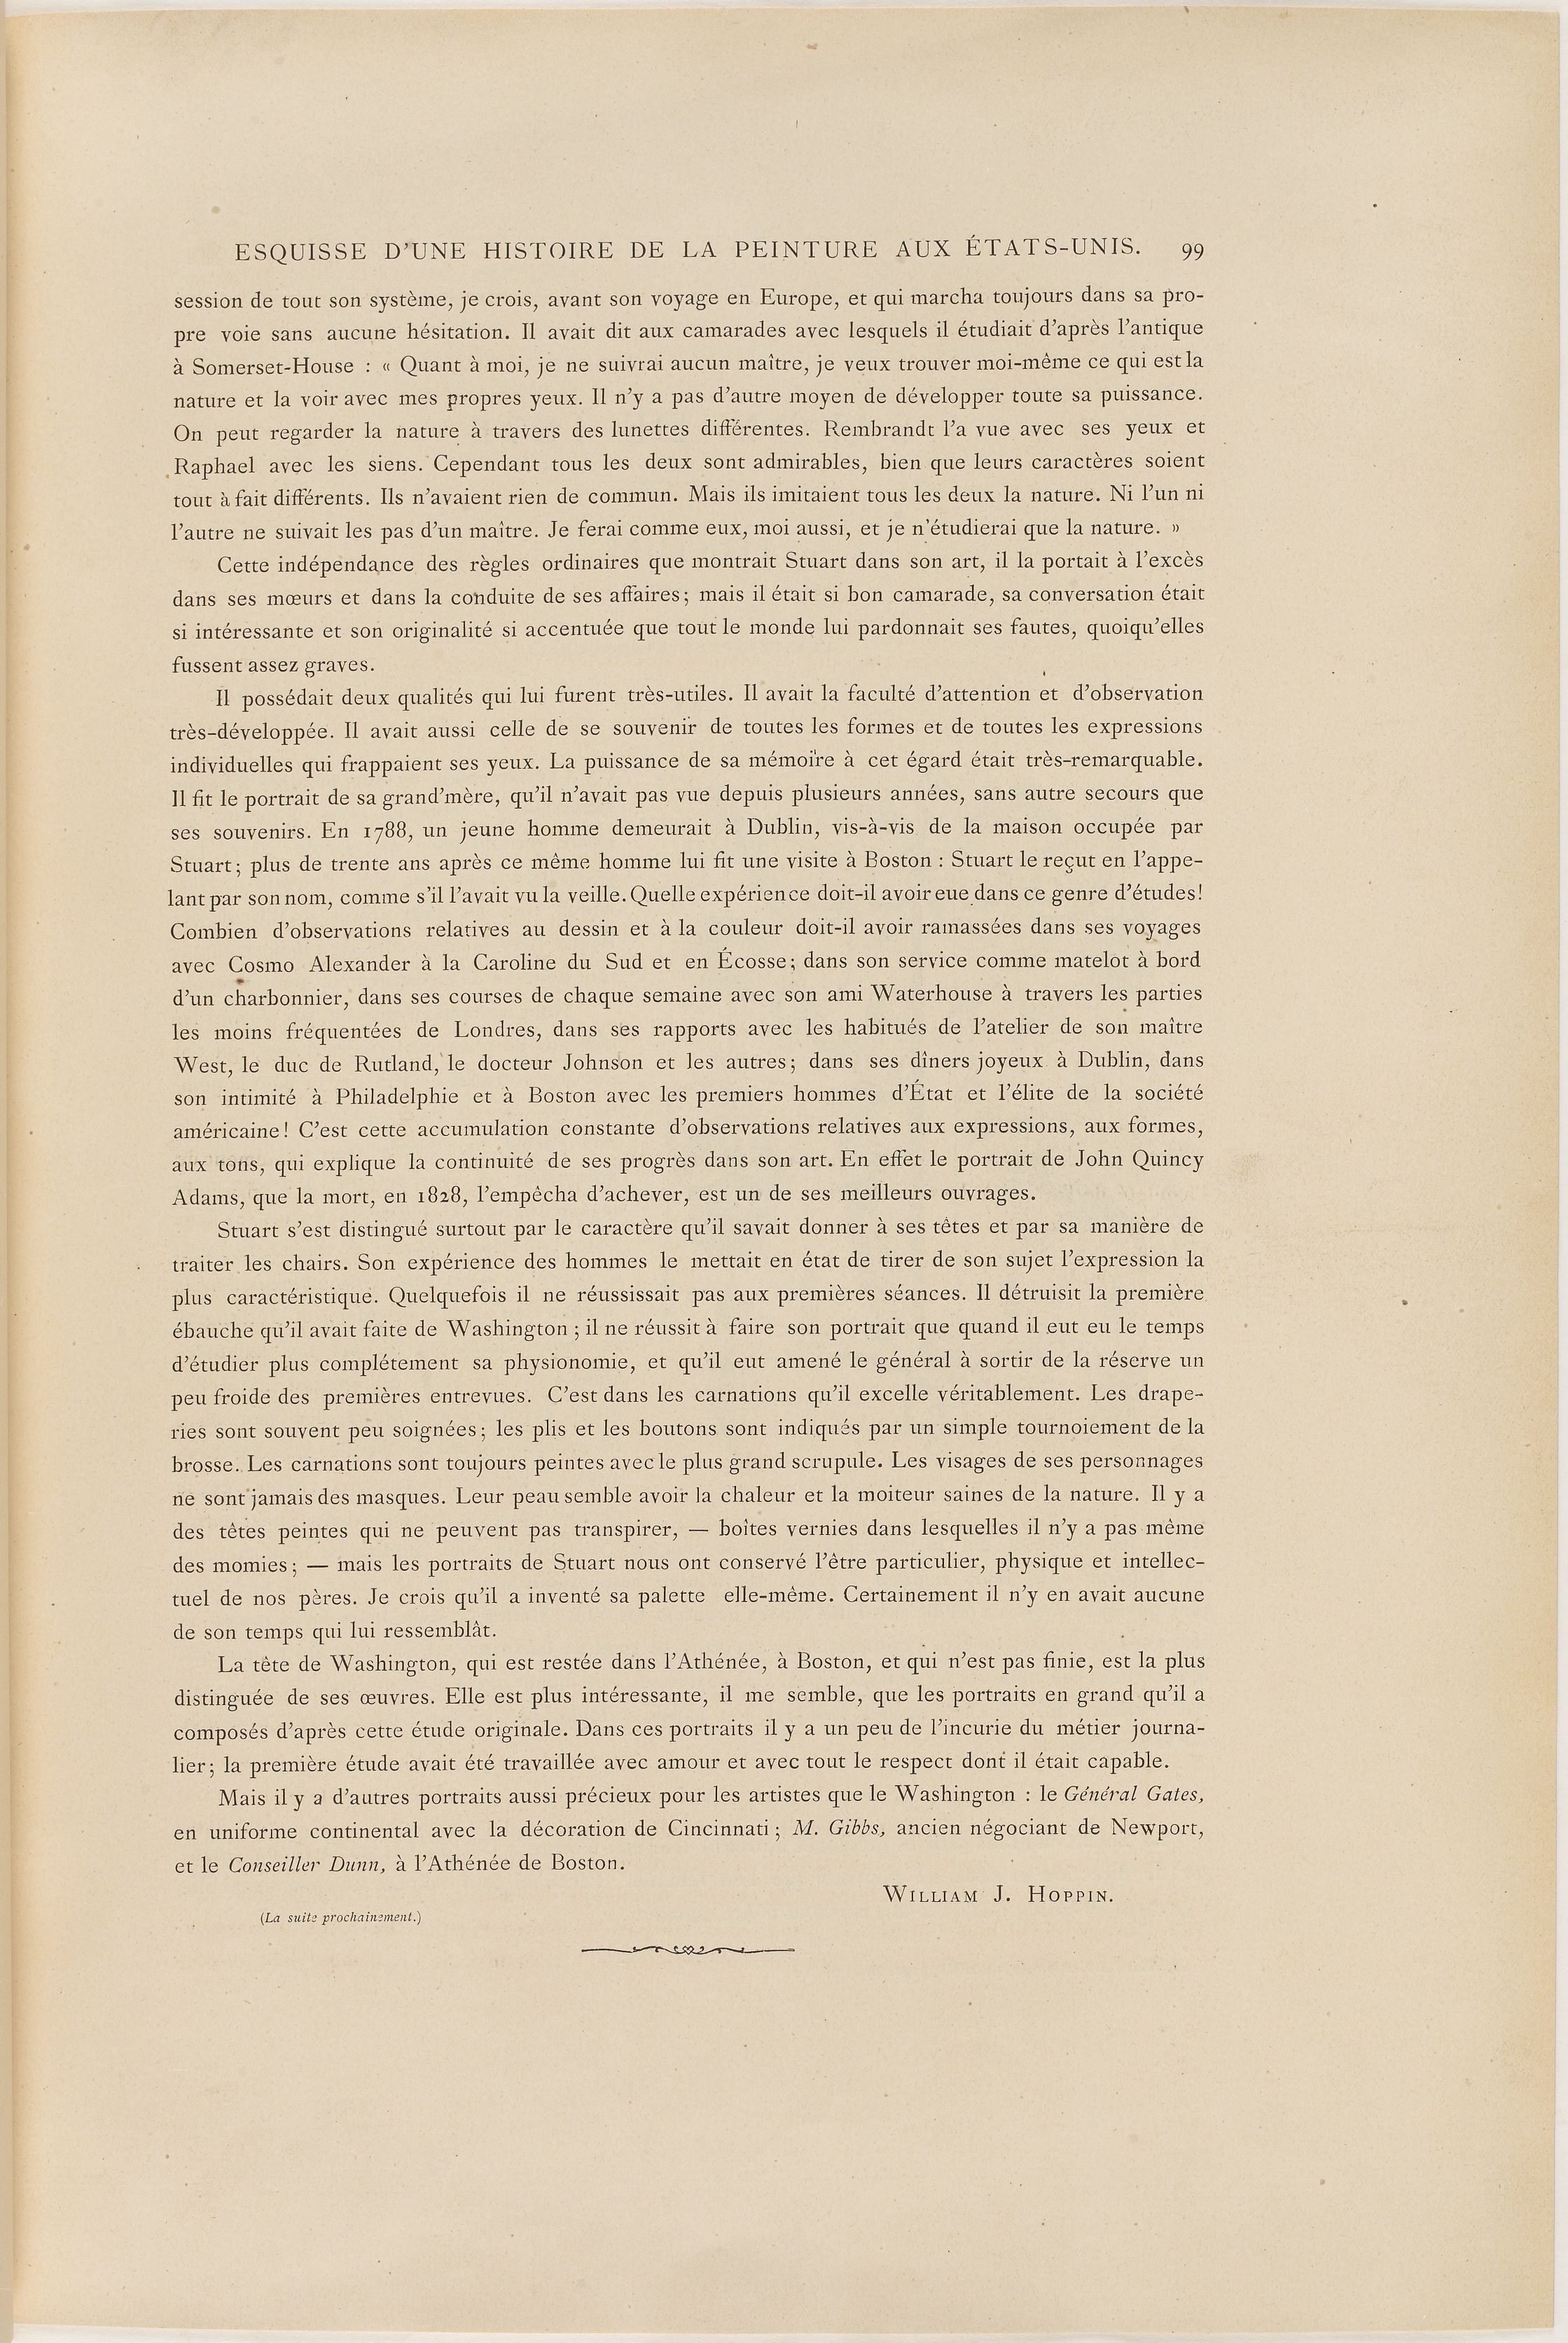 ESQUISSE D'UNE HISTOIRE DE LA PEINTURE AUX ÉTATS-UNIS. 99
session de tout son système, je crois, avant son voyage en Europe, et qui marcha toujours dans sa pro-
pre voie sans aucune hésitation. Il avait dit aux camarades avec lesquels il étudiait d'après l'antique
à Somerset-House : « Quant à moi, je ne suivrai aucun maître, je veux trouver moi-même ce qui est la
nature et la voir avec mes propres yeux. Il n'y a pas d'autre moyen de développer toute sa puissance.
On peut regarder la nature à travers des lunettes différentes. Rembrandt l'a vue avec ses yeux et
Raphael avec les siens. Cependant tous les deux sont admirables, bien que leurs caractères soient
tout à fait différents. Ils n'avaient rien de commun. Mais ils imitaient tous les deux la nature. Ni l'un ni
l'autre ne suivait les pas d'un maître. Je ferai comme eux, moi aussi, et je n'étudierai que la nature. »
Cette indépendance des règles ordinaires que montrait Stuart dans son art, il la portait à l'excès
dans ses mœurs et dans la conduite de ses affaires; mais il était si bon camarade, sa conversation était
si intéressante et son originalité si accentuée que tout le monde lui pardonnait ses fautes, quoiqu'elles
fussent assez graves.
Il possédait deux qualités qui lui furent très-utiles. Il avait la faculté d'attention et d'observation
très-développée. Il avait aussi celle de se souvenir de toutes les formes et de toutes les expressions
individuelles qui frappaient ses yeux. La puissance de sa mémoire à cet égard était très-remarquable.
Il fit le portrait de sa grand'mère, qu'il n'avait pas vue depuis plusieurs années, sans autre secours que
ses souvenirs. En 1788, un jeune homme demeurait à Dublin, vis-à-vis de la maison occupée par
Stuart; plus de trente ans après ce même homme lui fit une visite à Boston : Stuart le reçut en l'appe-
lant par son nom, comme s'il l'avait vu la veille. Quelle expérience doit-il avoir eue dans ce genre d'études!
Combien d'observations relatives au dessin et à la couleur doit-il avoir ramassées dans ses voyages
avec Cosmo Alexander à la Caroline du Sud et en Écosse; dans son service comme matelot à bord
d'un charbonnier, dans ses courses de chaque semaine avec son ami Waterhouse à travers les parties
les moins fréquentées de Londres, dans ses rapports avec les habitués de l'atelier de son maître
West, le duc de Rutland, le docteur Johnson et les autres; dans ses dîners joyeux à Dublin, dans
son intimité à Philadelphie et à Boston avec les premiers hommes d'État et l'élite de la société
américaine! C'est cette accumulation constante d'observations relatives aux expressions, aux formes,
aux tons, qui explique la continuité de ses progrès dans son art. En effet le portrait de John Quincy
Adams, que la mort, en 1828, l'empêcha d'achever, est un de ses meilleurs ouvrages.
Stuart s'est distingué surtout par le caractère qu'il savait donner à ses têtes et par sa manière de
traiter les chairs. Son expérience des hommes le mettait en état de tirer de son sujet l'expression la
plus caractéristique. Quelquefois il ne réussissait pas aux premières séances. Il détruisit la première
ébauche qu'il avait faite de Washington ; il ne réussit à faire son portrait que quand il eut eu le temps
d'étudier plus complétement sa physionomie, et qu'il eut amené le général à sortir de la réserve un
peu froide des premières entrevues. C'est dans les carnations qu'il excelle véritablement. Les drape-
ries sont souvent peu soignées; les plis et les boutons sont indiqués par un simple tournoiement de la
brosse. Les carnations sont toujours peintes avec le plus grand scrupule. Les visages de ses personnages
ne sont jamais des masques. Leur peau semble avoir la chaleur et la moiteur saines de la nature. Il y a
des têtes peintes qui ne peuvent pas transpirer, — boîtes vernies dans lesquelles il n'y a pas même
des momies; — mais les portraits de Stuart nous ont conservé l'être particulier, physique et intellec-
tuel de nos pères. Je crois qu'il a inventé sa palette elle-même. Certainement il n'y en avait aucune
de son temps qui lui ressemblât.
La tête de Washington, qui est restée dans l'Athénée, à Boston, et qui n'est pas finie, est la plus
distinguée de ses œuvres. Elle est plus intéressante, il me semble, que les portraits en grand qu'il a
composés d'après cette étude originale. Dans ces portraits il y a un peu de l'incurie du métier journa-
lier; la première étude avait été travaillée avec amour et avec tout le respect dont il était capable.
Mais il y a d'autres portraits aussi précieux pour les artistes que le Washington : le Général Gates,
en uniforme continental avec la décoration de Cincinnati ; M. Gibbs, ancien négociant de Newport,
et le Conseiller Dunn, à l'Athénée de Boston.
WILLIAM J. HOPPIN.
(La suite prochainement.)